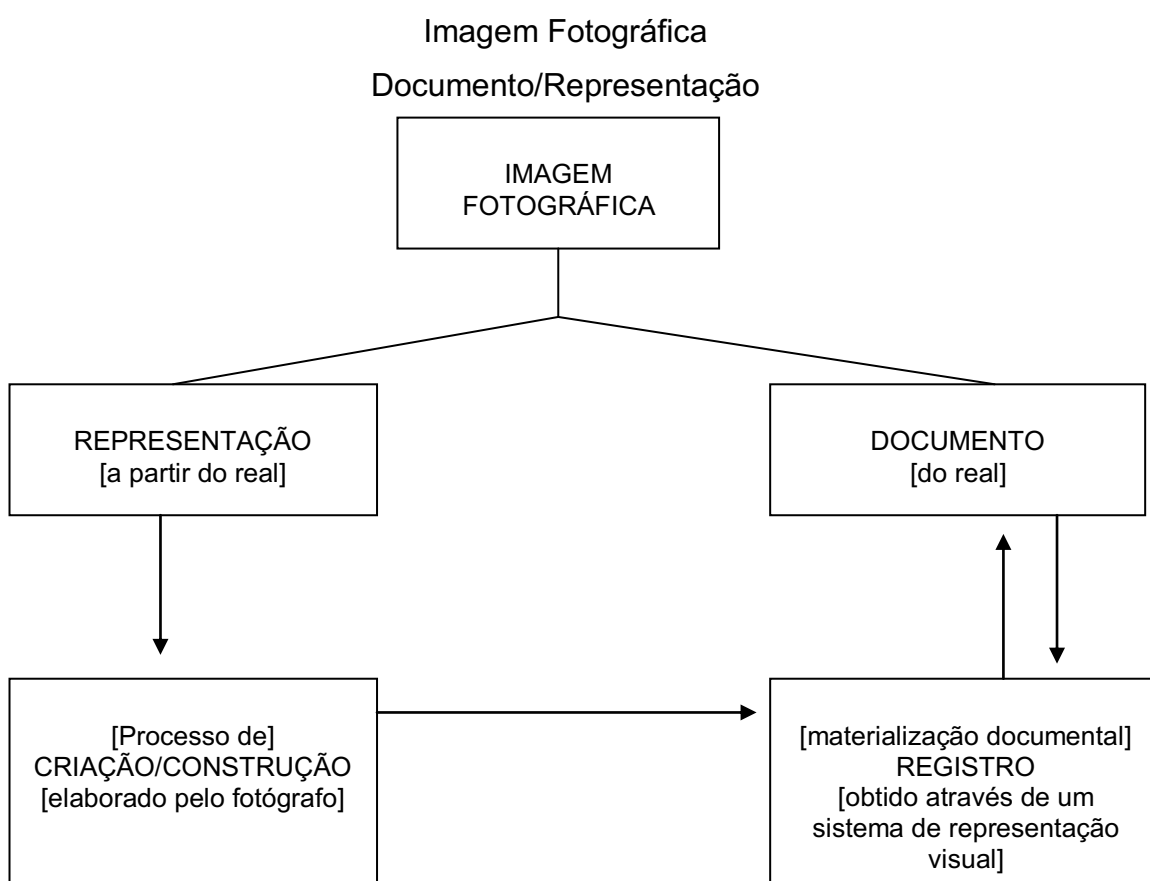 Imagem Fotográfica
Documento/Representação
IMAGEM
FOTOGRÁFICA
REPRESENTAÇÃO
[a partir do real]
DOCUMENTO
[do real]
[Processo de]
CRIAÇÃO/CONSTRUÇÃO
[elaborado pelo fotógrafo]
[materialização documental]
REGISTRO
[obtido através de um
sistema de representação
visual]